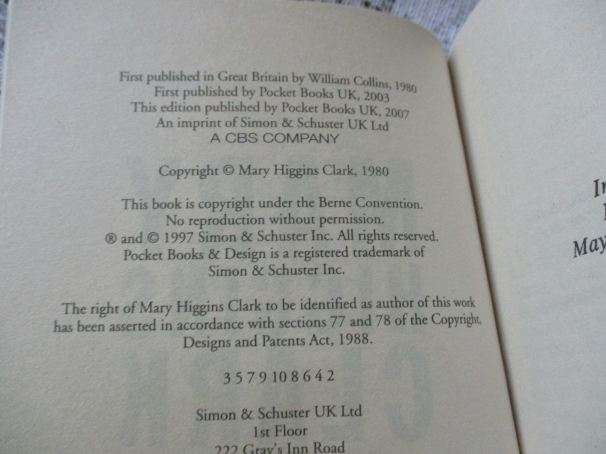 First published in Great Britain by William Collins, 1980
First published by Pocket Books UK, 2003
This edition published by Pocket Books UK, 2007
An imprint of Simon & Schuster UK Ltd
A CBS COMPANY
Copyright © Mary Higgins Clark, 1980
This book is copyright under the Berne Convention.
No reproduction without permission.
® and © 1997 Simon & Schuster Inc. All rights reserved.
Pocket Books & Design is a registered trademark of
Simon & Schuster Inc.
The right of Mary Higgins Clark to be identified as author of this work
has been asserted in accordance with sections 77 and 78 of the Copyright,
Designs and Patents Act, 1988.
3 5 7 9 10 8 6 4 2
Simon & Schuster UK Ltd
1st Floor
222 Gray's Inn Road
May